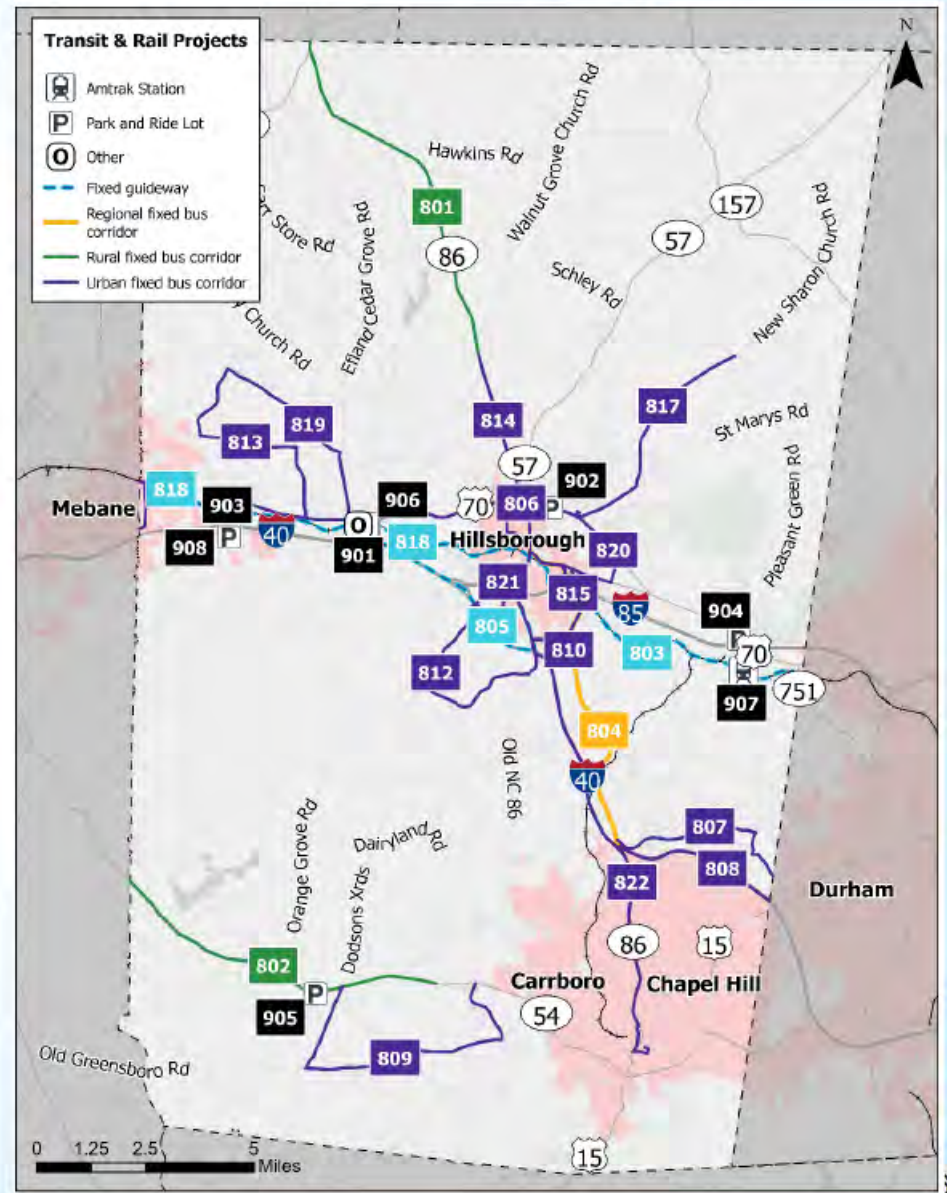 N
Transit & Rail Projects
Amtrak Station
P Park and Ride Lot
O Other
Fixed guideway
Regional fixed bus
corridor
Rural fixed bus corridor
Urban fixed bus corridor
Hawkins Rd
Walnut Grove Church Rd
801
86
157
57
Store Rd
Efland Cedar Grove Rd
Schley Rd
New Sharon Church Rd
Church Rd
817
819
814
813
St Marys Rd
57
902
Pleasant Green Rd
818
903
906
70
806
P
Mebane
O
908
P
40
901
818
Hillsborough
820
821
815
85
904
805
810
803
P
70
812
751
907
804
Old NC 86
40
Orange Grove Rd
Dairyland Rd
Dodsons Xrds
807
808
822
Durham
86
15
802
P
905
Carrboro
Chapel Hill
54
809
Old Greensboro Rd
0 1.25 2.5 5
Miles
15